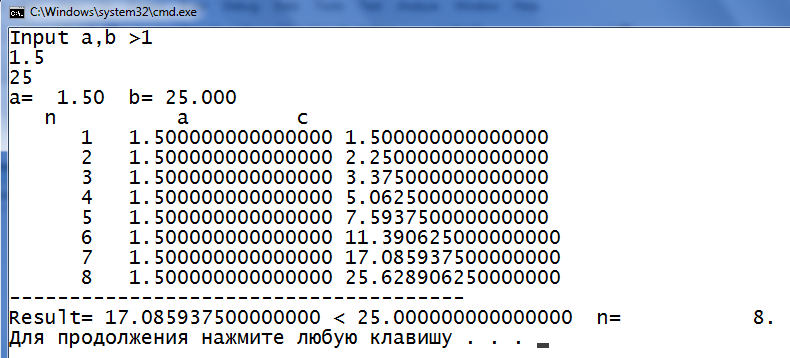 C:\Windows\system32\cmd.exe
Input a,b >1
1.5
25
a=  1.50  b= 25.000
   n          a         c
      1   1.500000000000000 1.500000000000000
      2   1.500000000000000 2.250000000000000
      3   1.500000000000000 3.375000000000000
      4   1.500000000000000 5.062500000000000
      5   1.500000000000000 7.593750000000000
      6   1.500000000000000 11.390625000000000
      7   1.500000000000000 17.085937500000000
      8   1.500000000000000 25.628906250000000
--------------------------------------
Result= 17.085937500000000 < 25.000000000000000  n=           8.
Для продолжения нажмите любую клавишу . . .